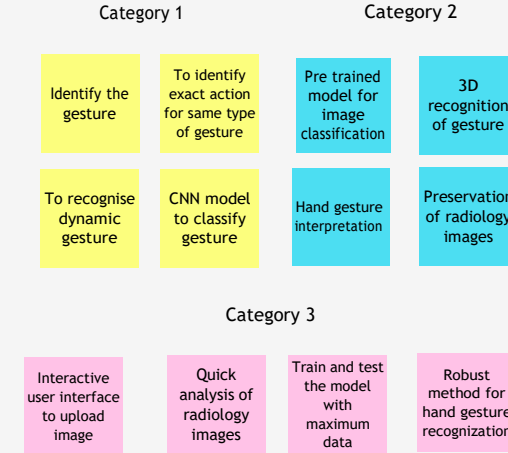 Category 1
Category 2
Identify the
gesture
To identify
exact action
for same type
of gesture
Pre trained
model for
image
classification
3D
recognition
of gesture
To recognise
dynamic
gesture
CNN model
to classify
gesture
Hand gesture
interpretation
Preservation
of radiology
images
Category 3
Interactive
user interface
to upload
image
Quick
analysis of
radiology
images
Train and test
the model
with
maximum
data
Robust
method for
hand gesture
recognization